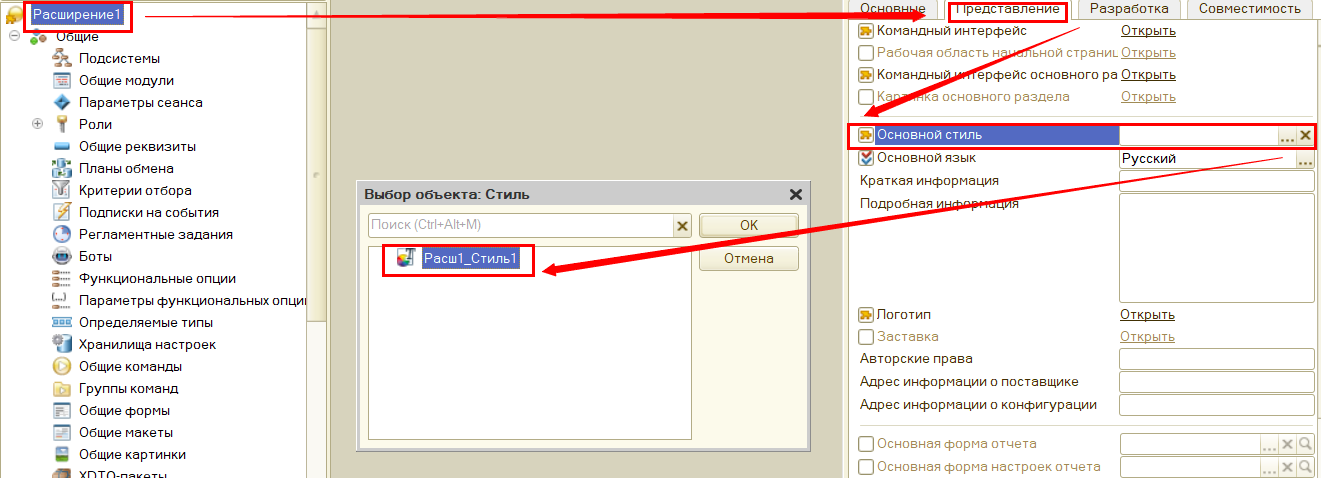 Расширение1
Общие
Подсистемы
Общие модули
Параметры сеанса
Роли
Общие реквизиты
Планы обмена
Критерии отбора
Подписки на события
Регламентные задания
Боты
Функциональные опции
Параметры функциональных опци
Определяемые типы
Хранилища настроек
Общие команды
Группы команд
Общие формы
Общие макеты
Общие картинки
XDTO-пакеты
Выбор объекта: Стиль
Поиск (Ctrl+Alt+M)
OK
Расш1_Стиль1
Отмена
Основные Представление Разработка Совместимость
Командный интерфейс Открыть
Рабочая область начальной страниц Открыть
Командный интерфейс основного ра Открыть
Картинка основного раздела Открыть
Основной стиль ...
Основной язык Русский ...
Краткая информация
Подробная информация
Логотип Открыть
Заставка Открыть
Авторские права
Адрес информации о поставщике
Адрес информации о конфигурации
Основная форма отчета ...
Основная форма настроек отчета ...